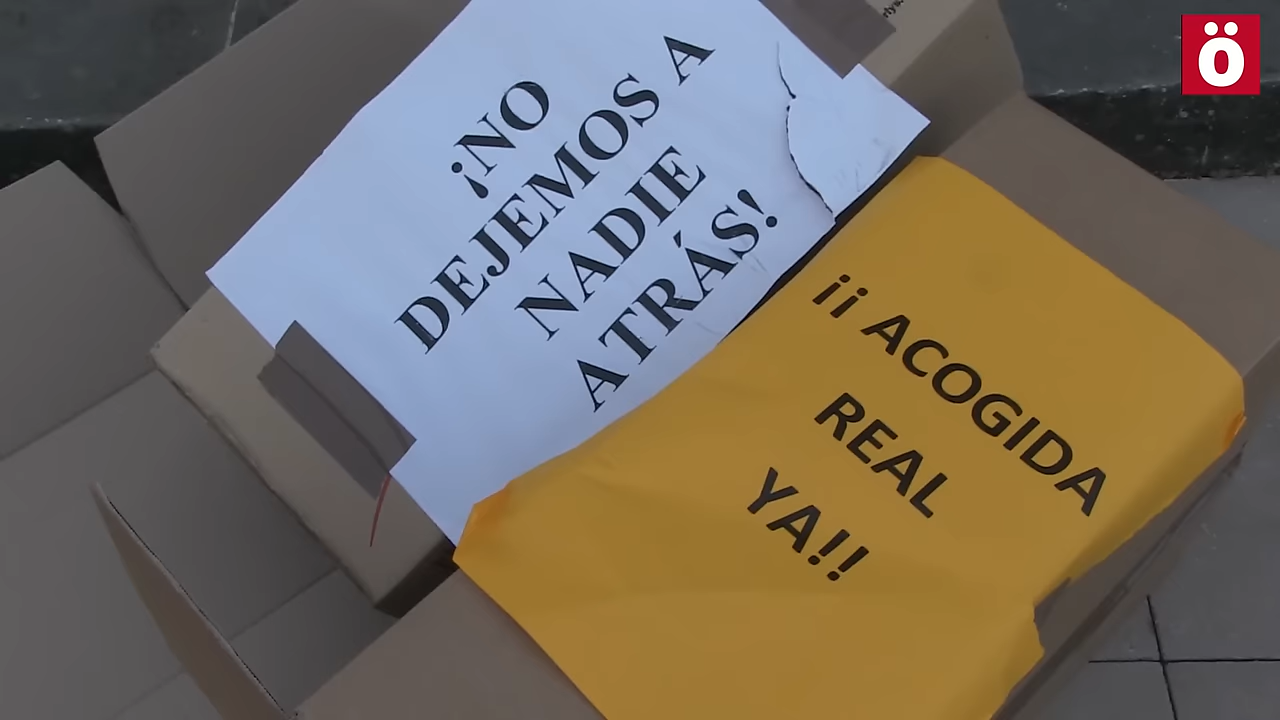 ¡NO
DEJEMOS A
NADIE
ATRÁS!
¡¡ ACOGIDA
REAL
YA!!
ö